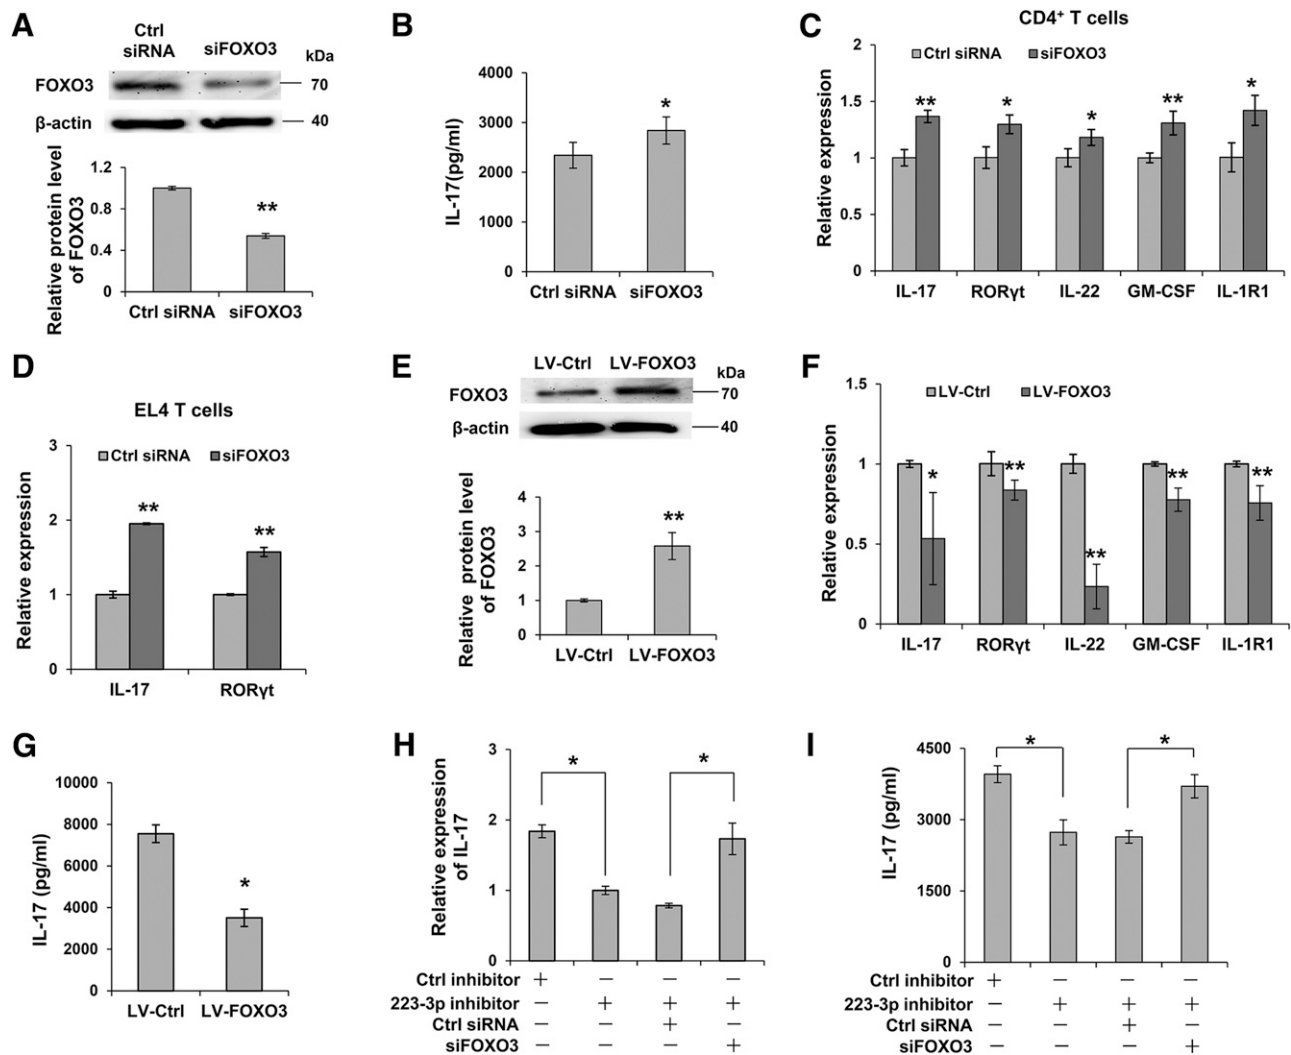 A
Ctrl
siRNA
siFOXO3
kDa
FOXO3
70
β-actin
40
Relative protein level
of FOXO3
1.2
0.8
0.4
0
Ctrl siRNA
siFOXO3
**
B
IL-17(pg/ml)
4000
3000
2000
1000
0
*
Ctrl siRNA
siFOXO3
C
CD4⁺ T cells
Ctrl siRNA
siFOXO3
Relative expression
2
1.5
1
0.5
0
** * * ** *
IL-17 RORγt IL-22 GM-CSF IL-1R1
D
EL4 T cells
Ctrl siRNA
siFOXO3
Relative expression
3
2
1
0
** **
IL-17 RORγt
E
LV-Ctrl LV-FOXO3
kDa
FOXO3
70
β-actin
40
Relative protein level
of FOXO3
4
3
2
1
0
**
LV-Ctrl LV-FOXO3
F
LV-Ctrl
LV-FOXO3
Relative expression
1.5
1
0.5
0
* ** ** ** **
IL-17 RORγt IL-22 GM-CSF IL-1R1
G
IL-17 (pg/ml)
10000
8000
6000
4000
2000
0
*
LV-Ctrl LV-FOXO3
H
Relative expression
of IL-17
3
2
1
0
* *
Ctrl inhibitor + − − −
223-3p inhibitor − + + +
Ctrl siRNA − − + −
siFOXO3 − − − +
I
IL-17 (pg/ml)
4500
3000
1500
0
* *
Ctrl inhibitor + − − −
223-3p inhibitor − + + +
Ctrl siRNA − − + −
siFOXO3 − − − +